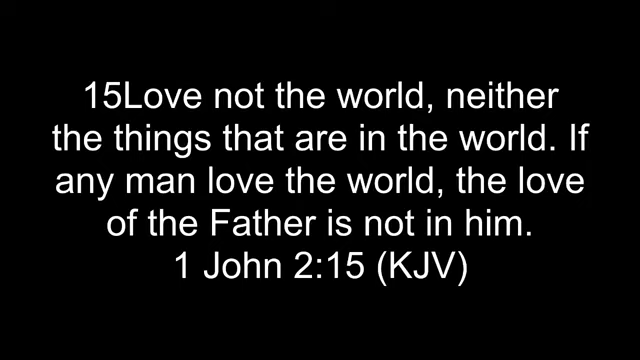 15Love not the world, neither
the things that are in the world. If
any man love the world, the love
of the Father is not in him.
1 John 2:15 (KJV)